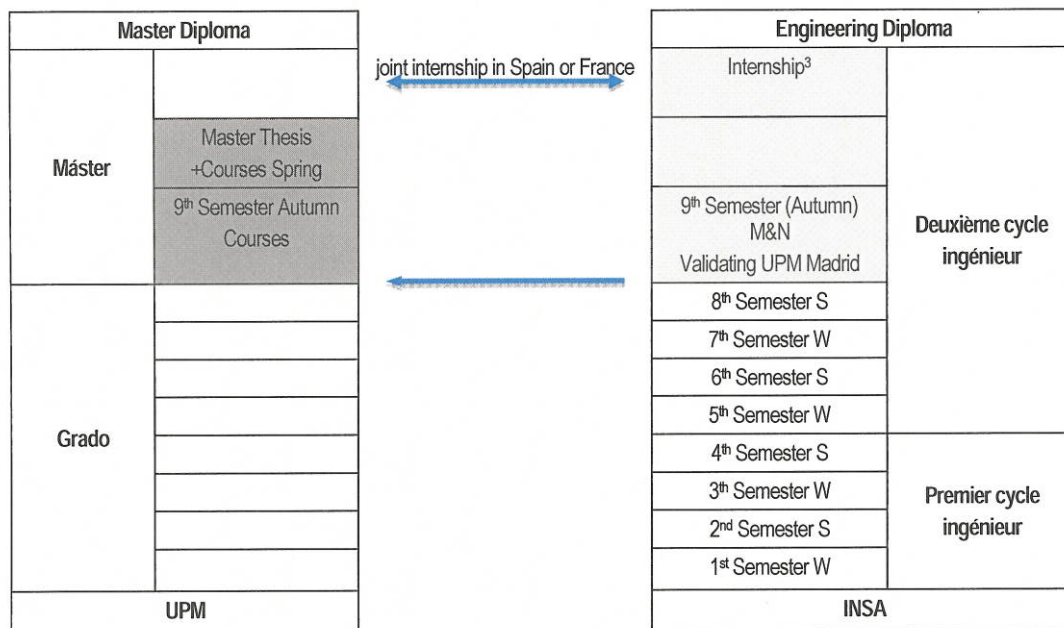 Master Diploma
Máster
Master Thesis
+Courses Spring
9th Semester Autumn
Courses
Grado
UPM
joint internship in Spain or France
Engineering Diploma
Internship³
9th Semester (Autumn)
M&N
Validating UPM Madrid
8th Semester S
7th Semester W
6th Semester S
5th Semester W
4th Semester S
3rd Semester W
2nd Semester S
1st Semester W
Deuxième cycle
ingénieur
Premier cycle
ingénieur
INSA